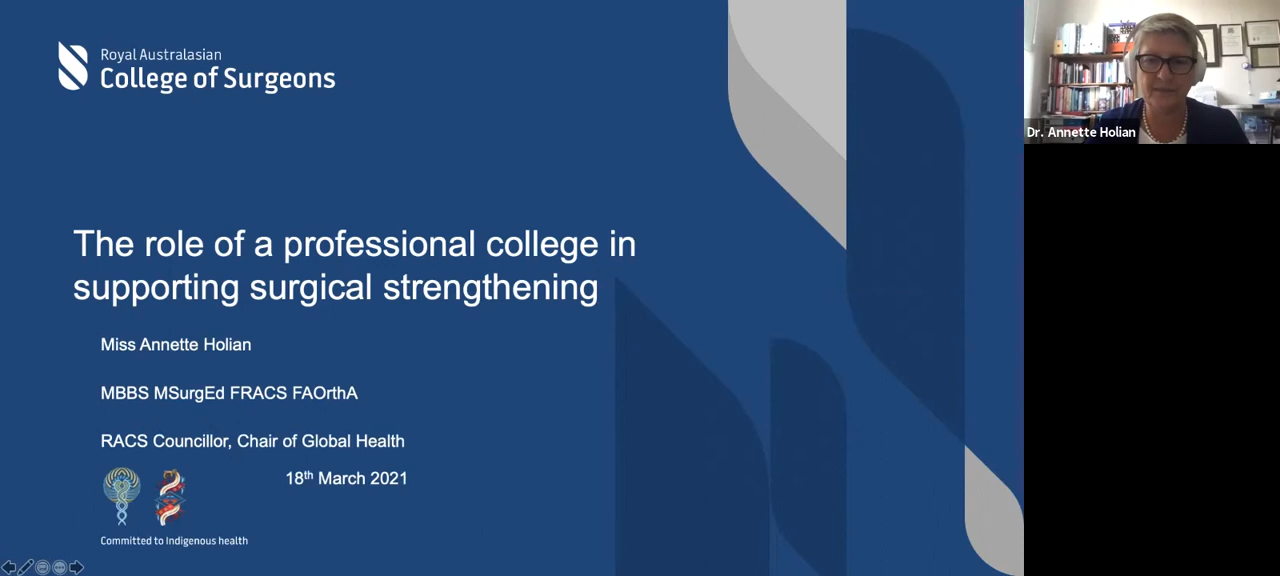 Royal Australasian
College of Surgeons
The role of a professional college in
supporting surgical strengthening
Miss Annette Holian
MBBS MSurgEd FRACS FAOrthA
RACS Councillor, Chair of Global Health
18th March 2021
Committed to Indigenous health
Dr. Annette Holian